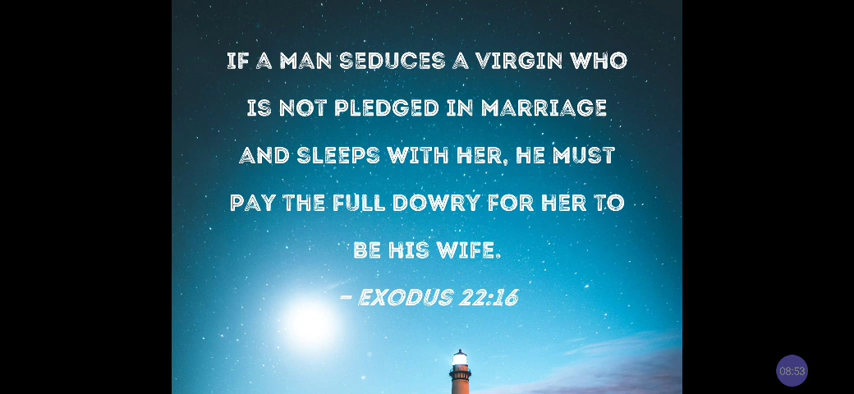 IF A MAN SEDUCES A VIRGIN WHO
IS NOT PLEDGED IN MARRIAGE
AND SLEEPS WITH HER, HE MUST
PAY THE FULL DOWRY FOR HER TO
BE HIS WIFE.
– EXODUS 22:16
08:53